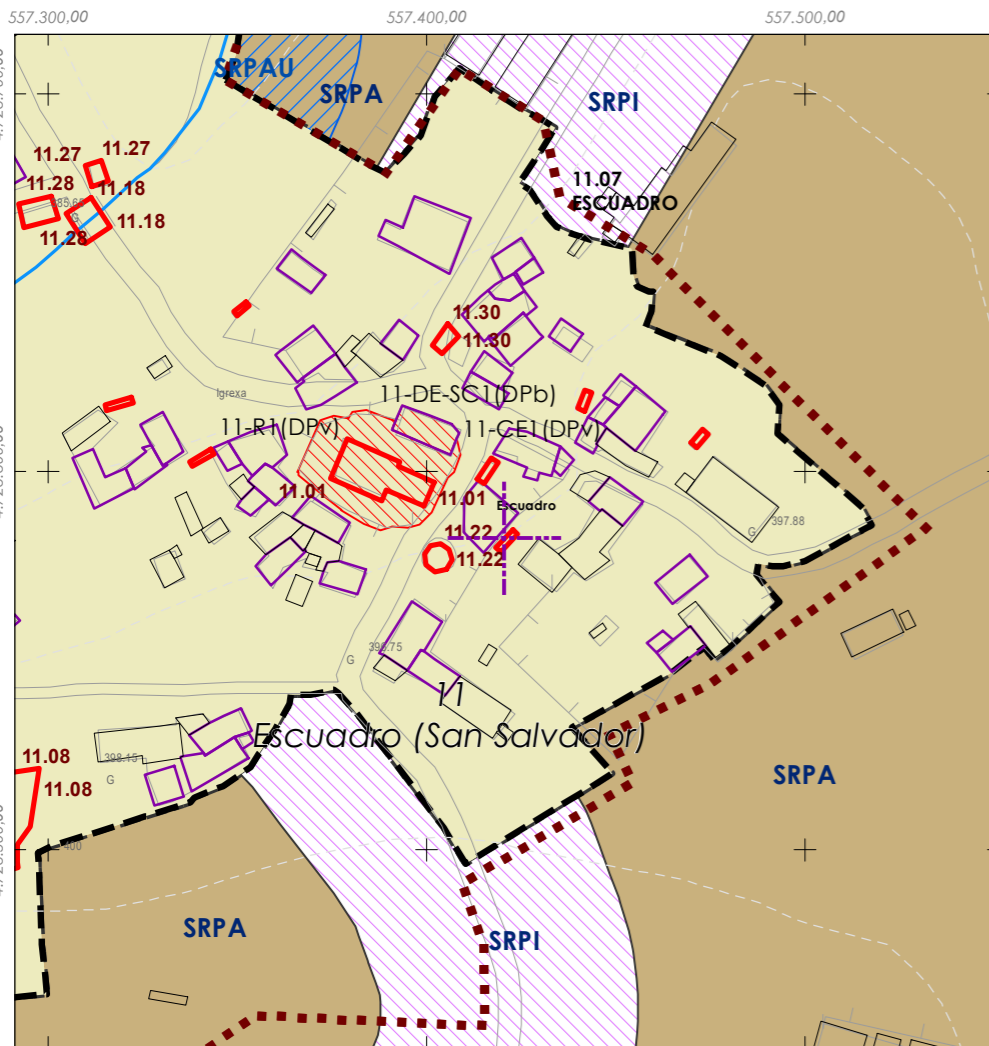 557.300,00
557.400,00
557.500,00
SRPAU
SRPA
SRPI
11.27
11.27
11.28
11.18
11.18
11.28
G
11.07
ESCUADRO
11.30
11.30
Igrexa
11-DE-SC1(DPb)
11-R1(DPv)
11-CE1(DPv)
11.01
11.01
Escuadro
11.22
11.22
G
397.88
G
11
Escuadro (San Salvador)
398.15
G
11.08
11.08
SRPA
400
SRPA
SRPI